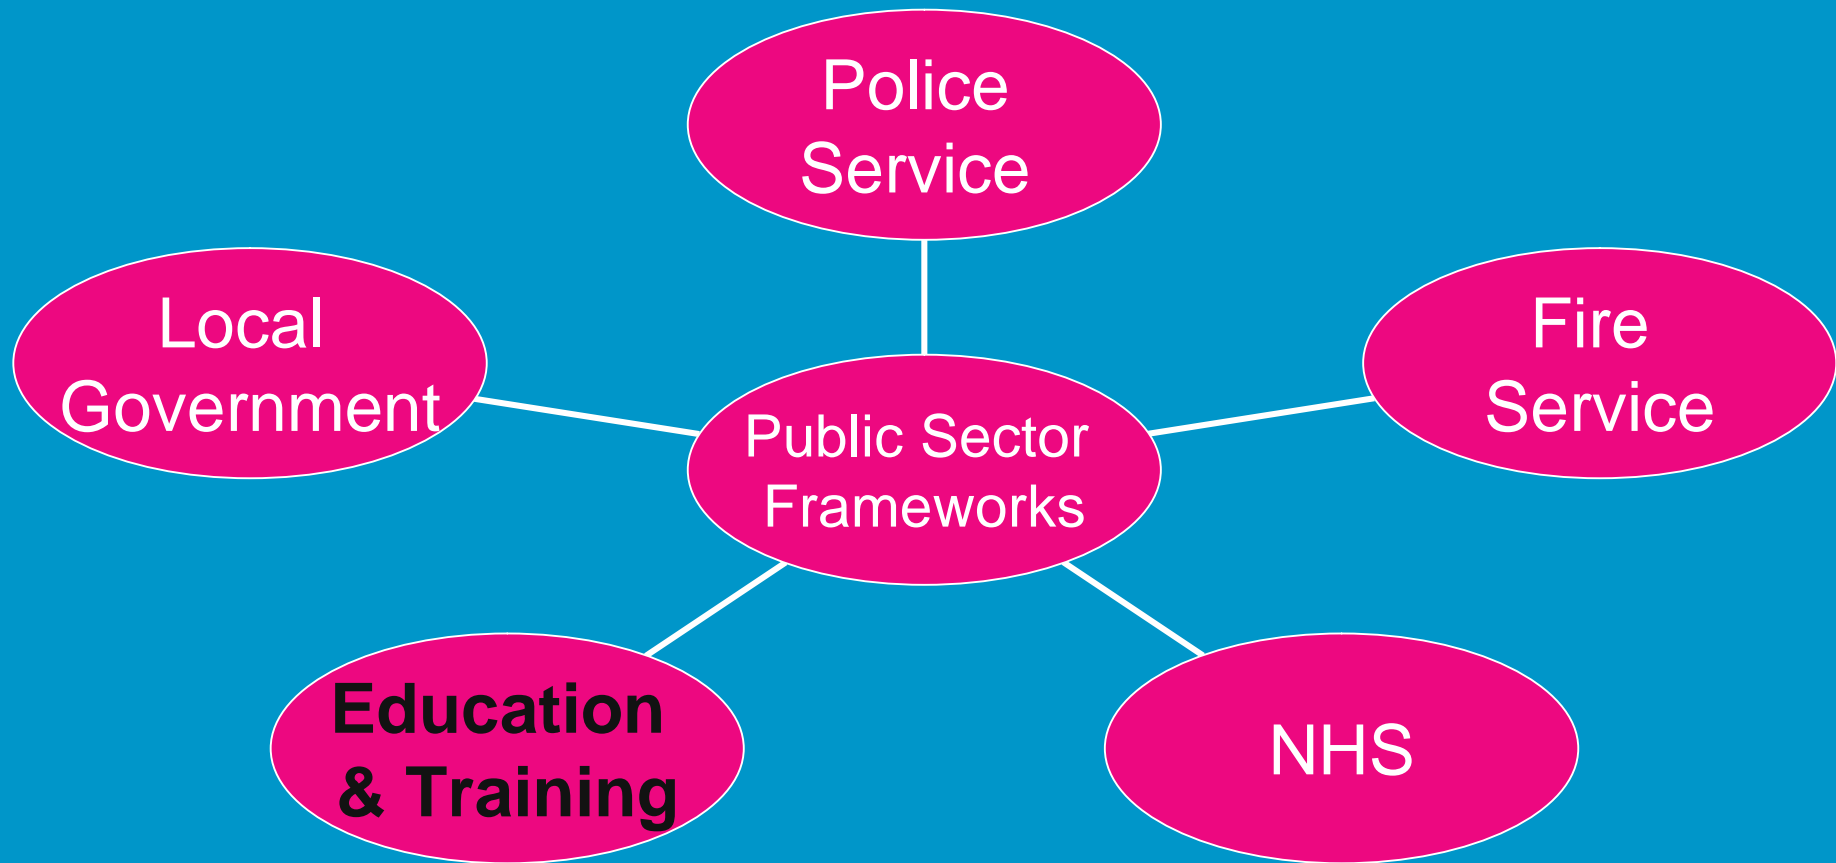 Police
Service
Local
Government
Fire
Service
Public Sector
Frameworks
Education
& Training
NHS